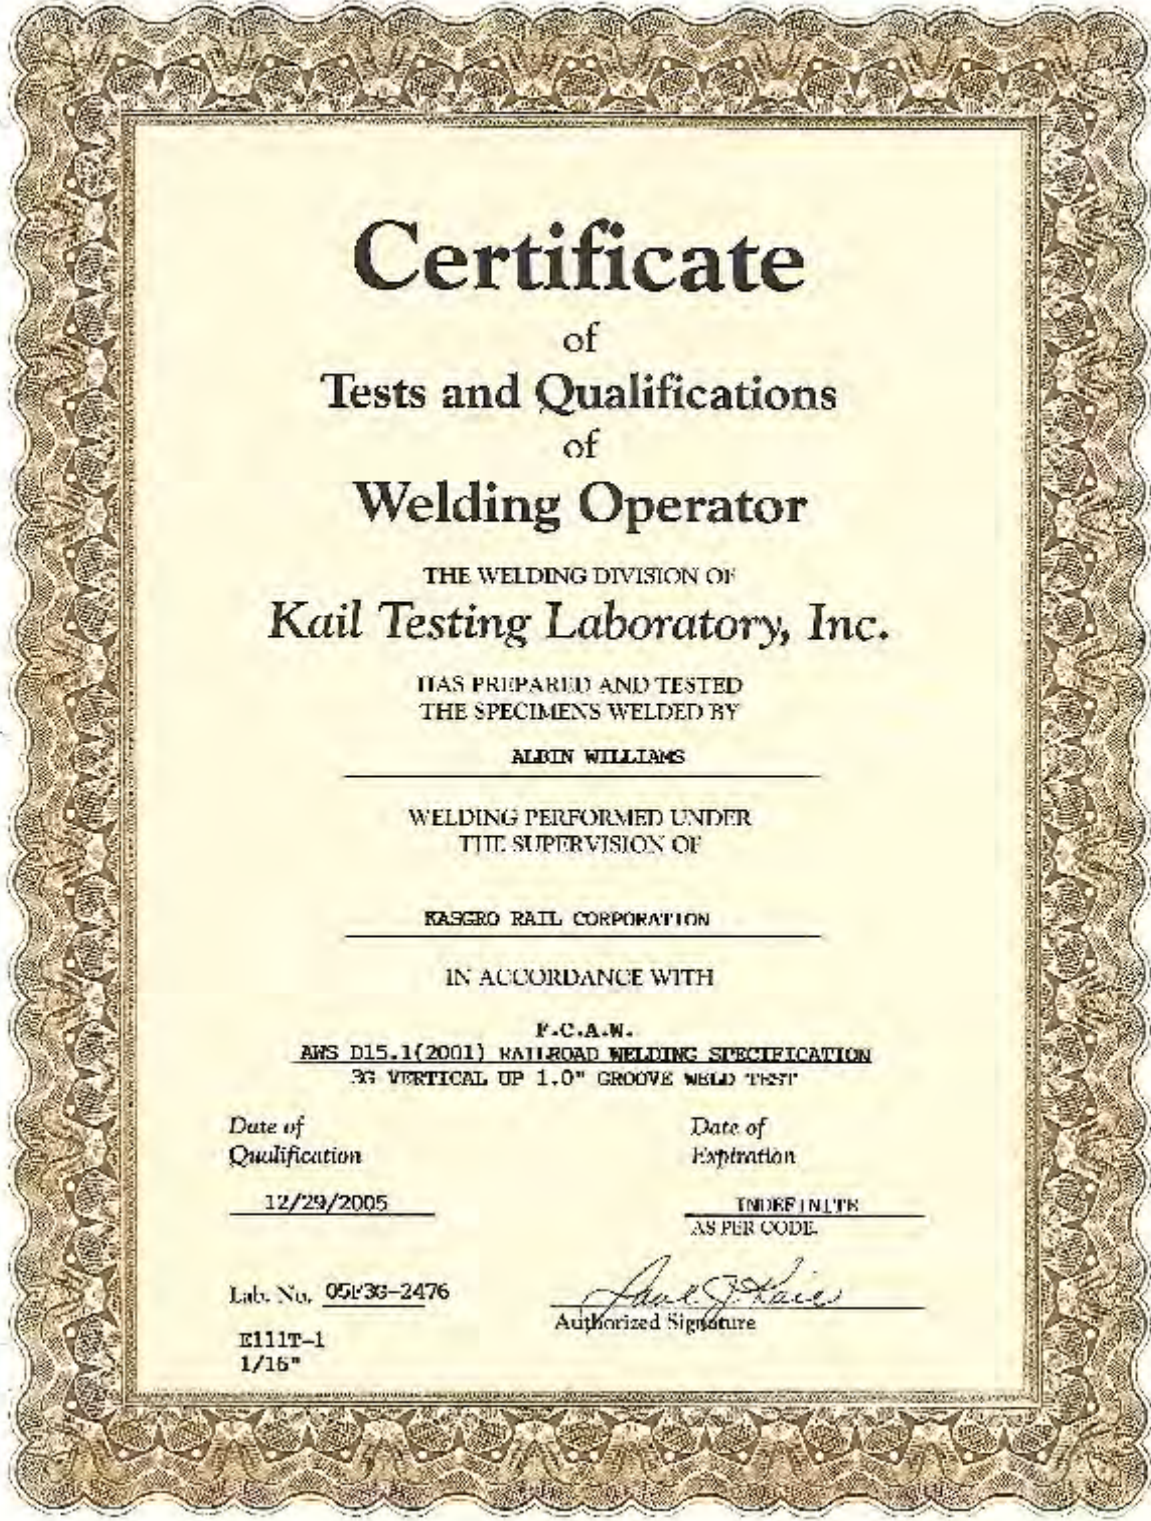 Certificate
of
Tests and Qualifications
of
Welding Operator
THE WELDING DIVISION OF
Kail Testing Laboratory, Inc.
HAS PREPARED AND TESTED
THE SPECIMENS WELDED BY
ALBIN WILLIAMS
WELDING PERFORMED UNDER
THE SUPERVISION OF
KASGRO RAIL CORPORATION
IN ACCORDANCE WITH
F.C.A.W.
AWS D15.1(2001) RAILROAD WELDING SPECIFICATION
3G VERTICAL UP 1.0" GROOVE WELD TEST
Date of Qualification
12/29/2005
Date of Expiration
INDEFINITE
AS PER CODE.
Lab. No. 05F3G-2476
E111T-1
1/16"
Authorized Signature